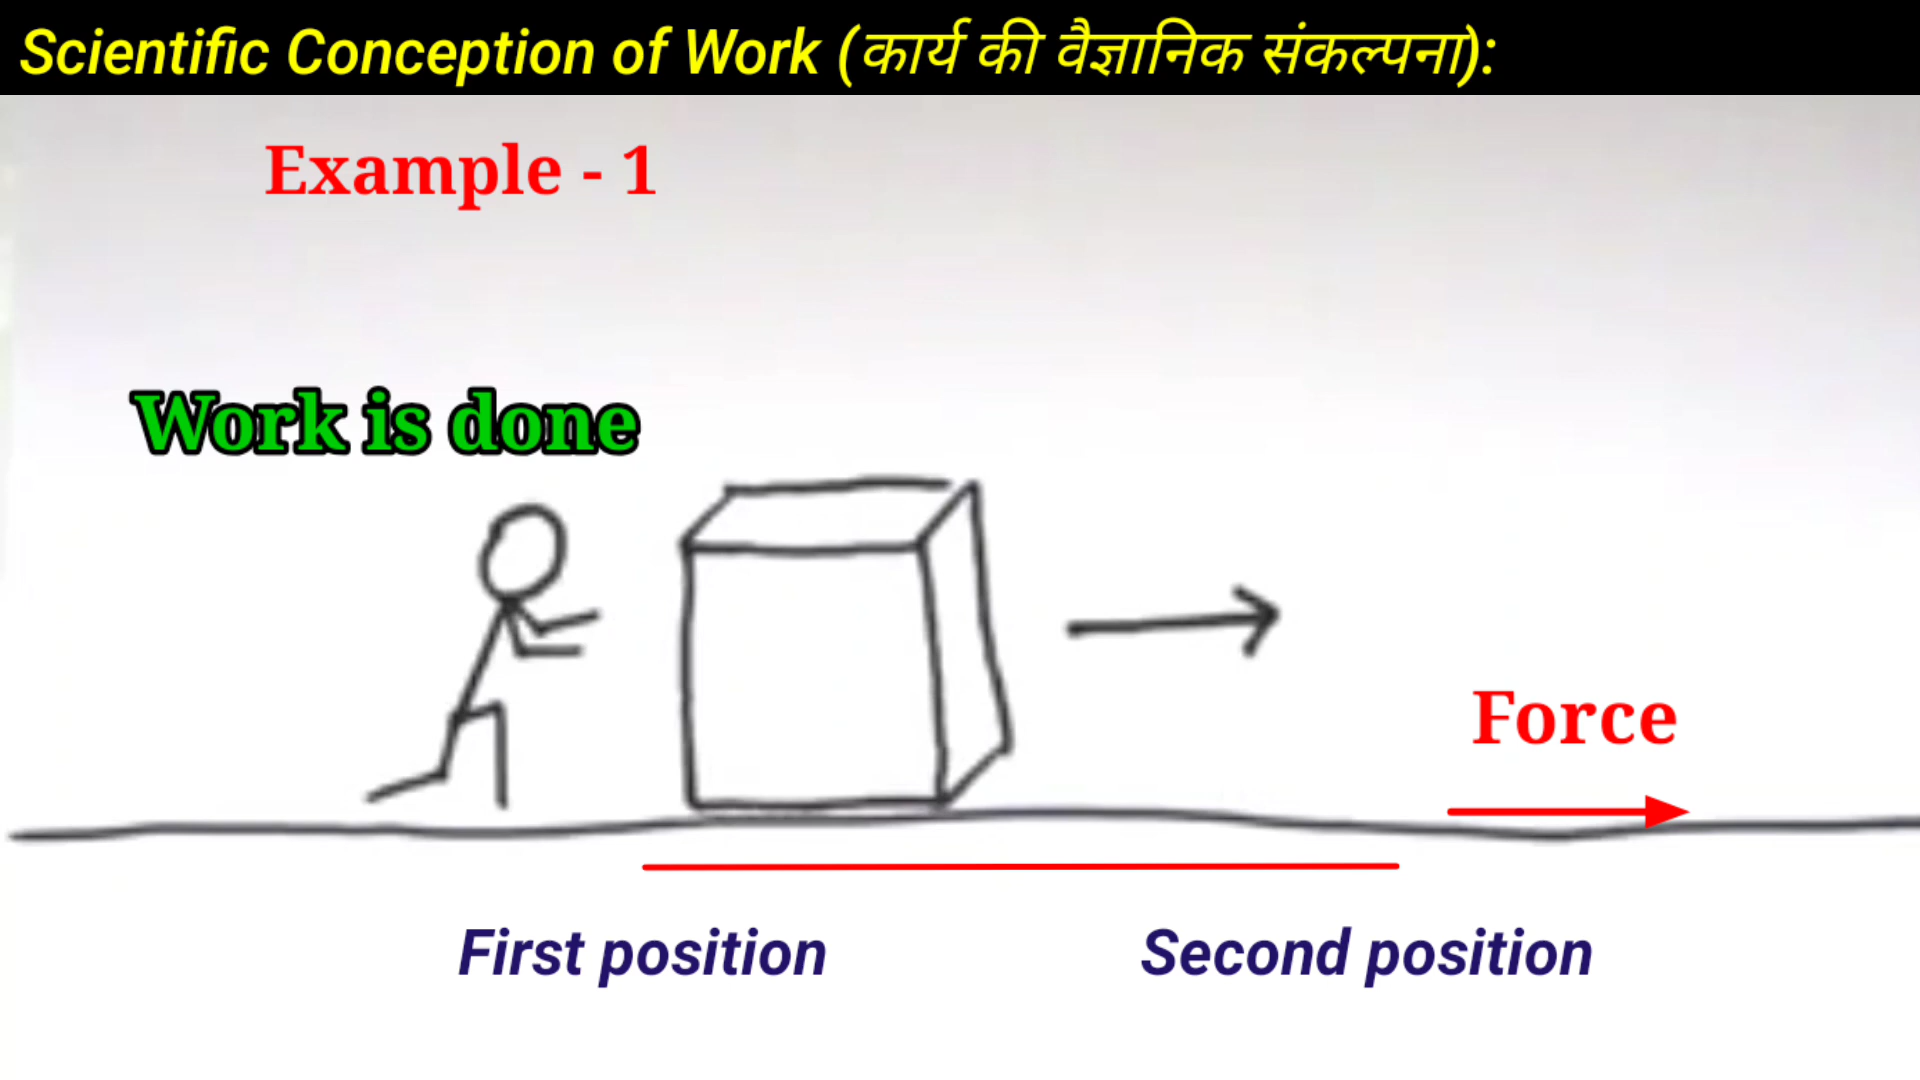 Scientific Conception of Work (कार्य की वैज्ञानिक संकल्पना):
Example - 1
Work is done
Force
First position
Second position